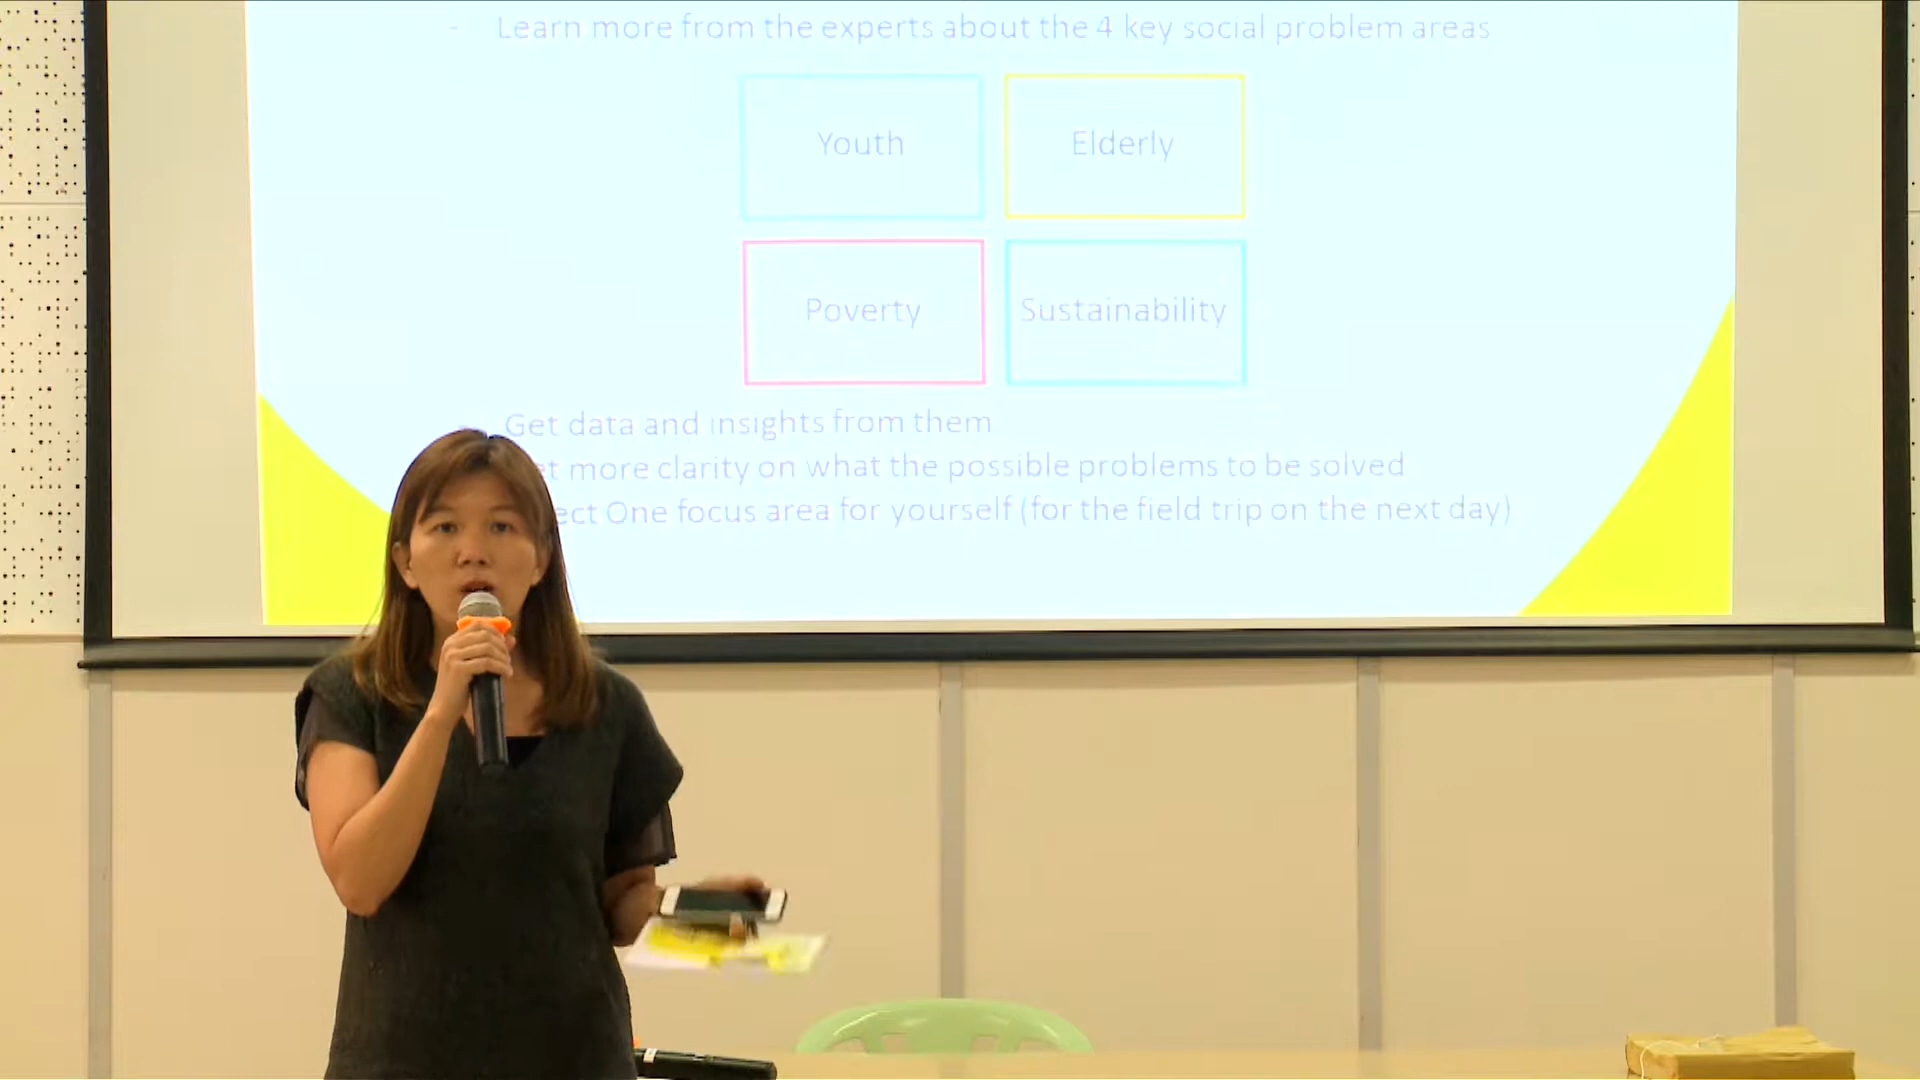 - Learn more from the experts about the 4 key social problem areas
Youth
Elderly
Poverty
Sustainability
Get data and insights from them
et more clarity on what the possible problems to be solved
ect One focus area for yourself (for the field trip on the next day)